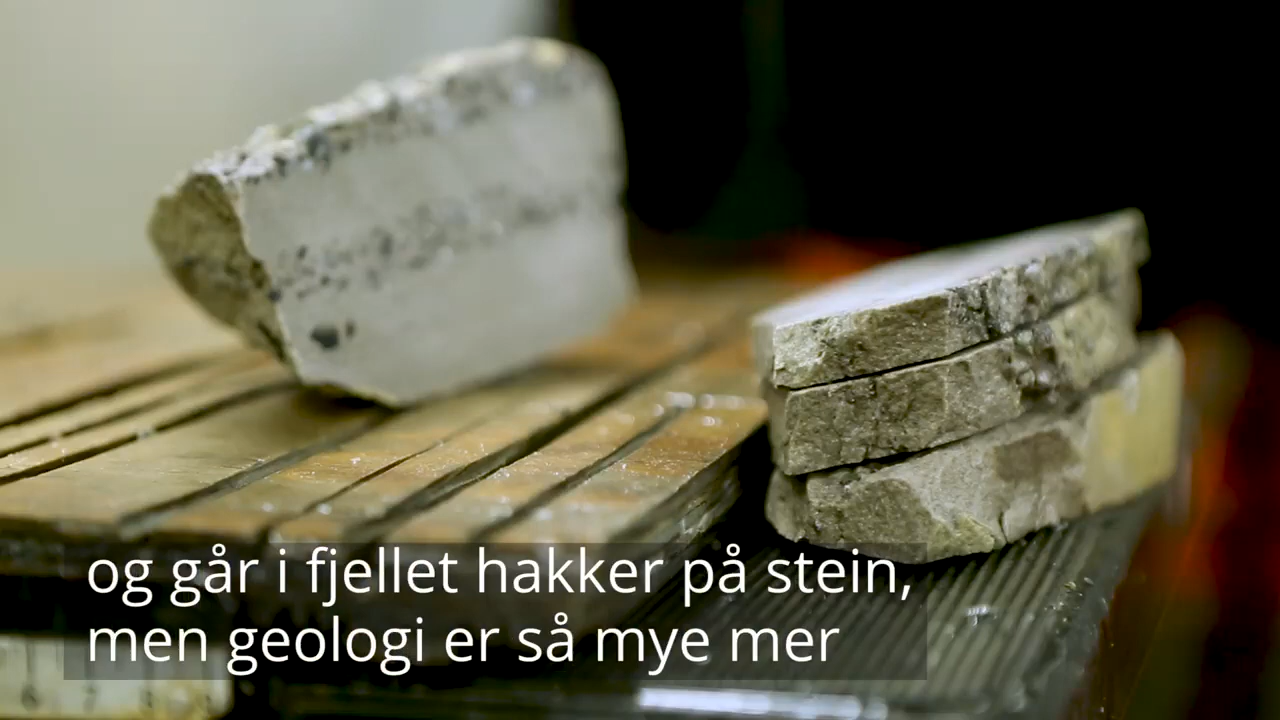 og går i fjellet hakker på stein,
men geologi er så mye mer